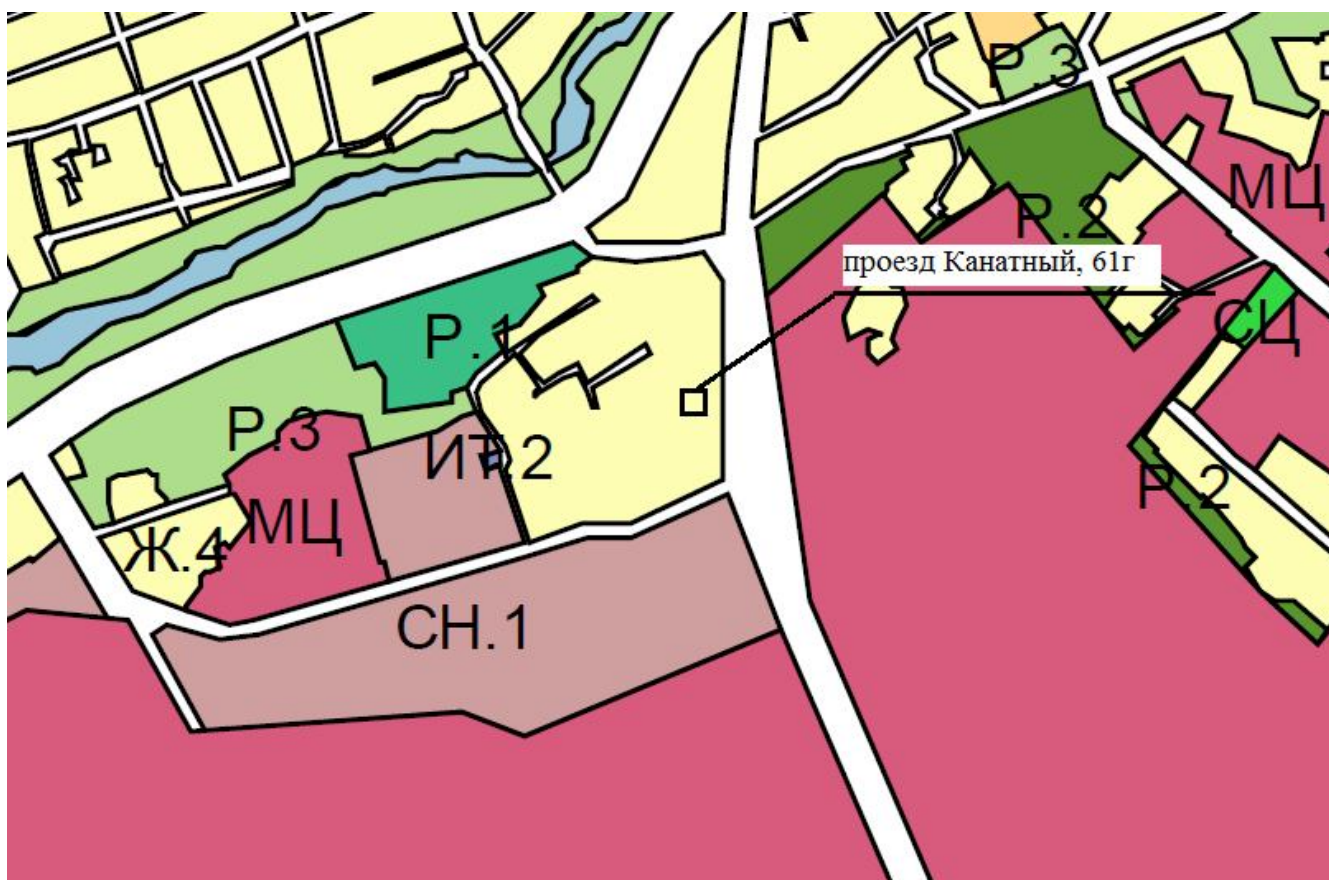 Р.3
МЦ
Р.2
проезд Канатный, 61г
СЦ
Р.1
Р.3
ИТ.2
Р.2
МЦ
Ж.4
СН.1